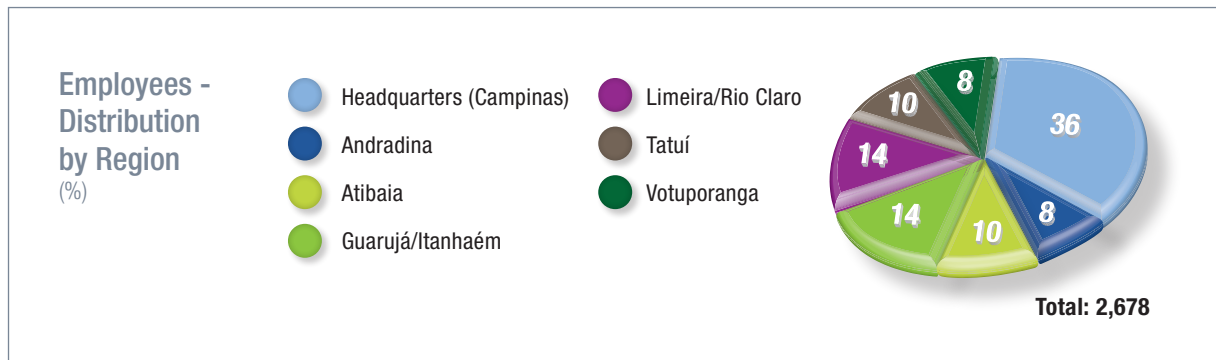 Employees -
Distribution
by Region
(%)
Headquarters (Campinas)
Andradina
Atibaia
Guarujá/Itanhaém
Limeira/Rio Claro
Tatuí
Votuporanga
36
8
10
14
14
10
8
Total: 2,678